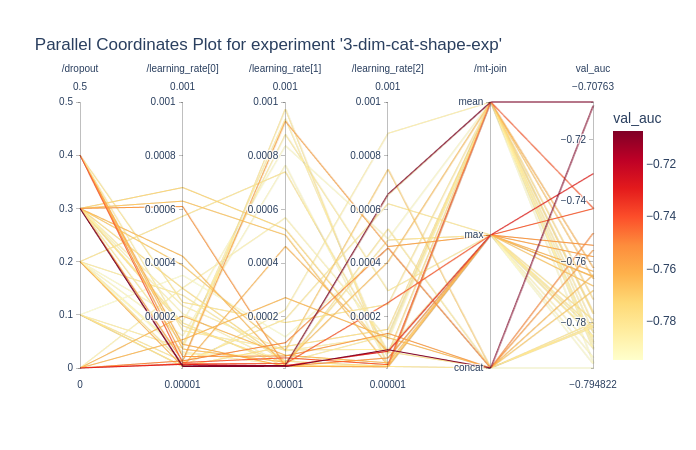 Parallel Coordinates Plot for experiment '3-dim-cat-shape-exp'
/dropout /learning_rate[0] /learning_rate[1] /learning_rate[2] /mt-join val_auc
0.5 0.001 0.001 0.001 −0.70763
0.5 0.001 0.001 0.001 mean
val_auc
−0.72 −0.72
0.4 0.0008 0.0008 0.0008
0.3 0.0006 0.0006 0.0006 −0.74 −0.74
max
0.2 0.0004 0.0004 0.0004 −0.76 −0.76
0.1 0.0002 0.0002 0.0002 −0.78 −0.78
0 concat
0 0.00001 0.00001 0.00001 −0.794822